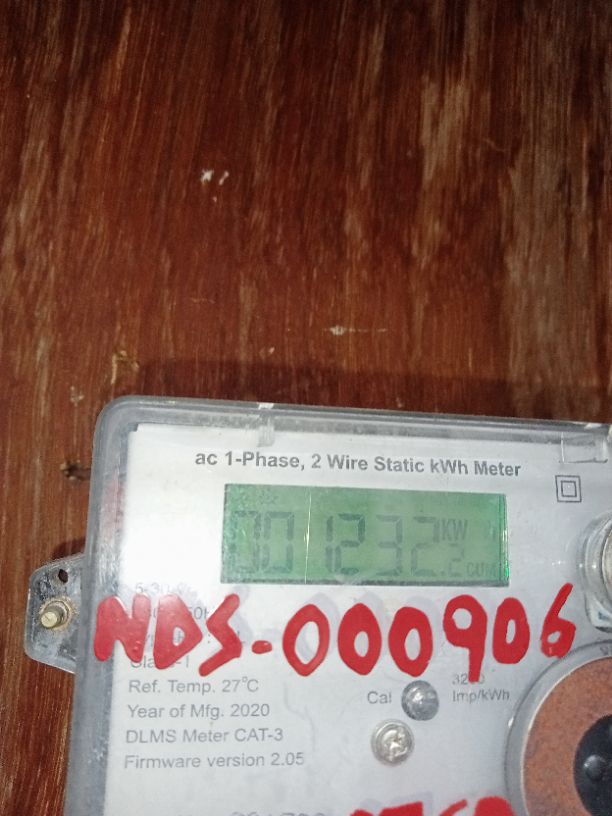 ac 1-Phase, 2 Wire Static kWh Meter
001232.2 KW CUM
NDS-000906
Ref. Temp. 27°C
Cal
Imp/kWh
Year of Mfg. 2020
DLMS Meter CAT-3
Firmware version 2.05